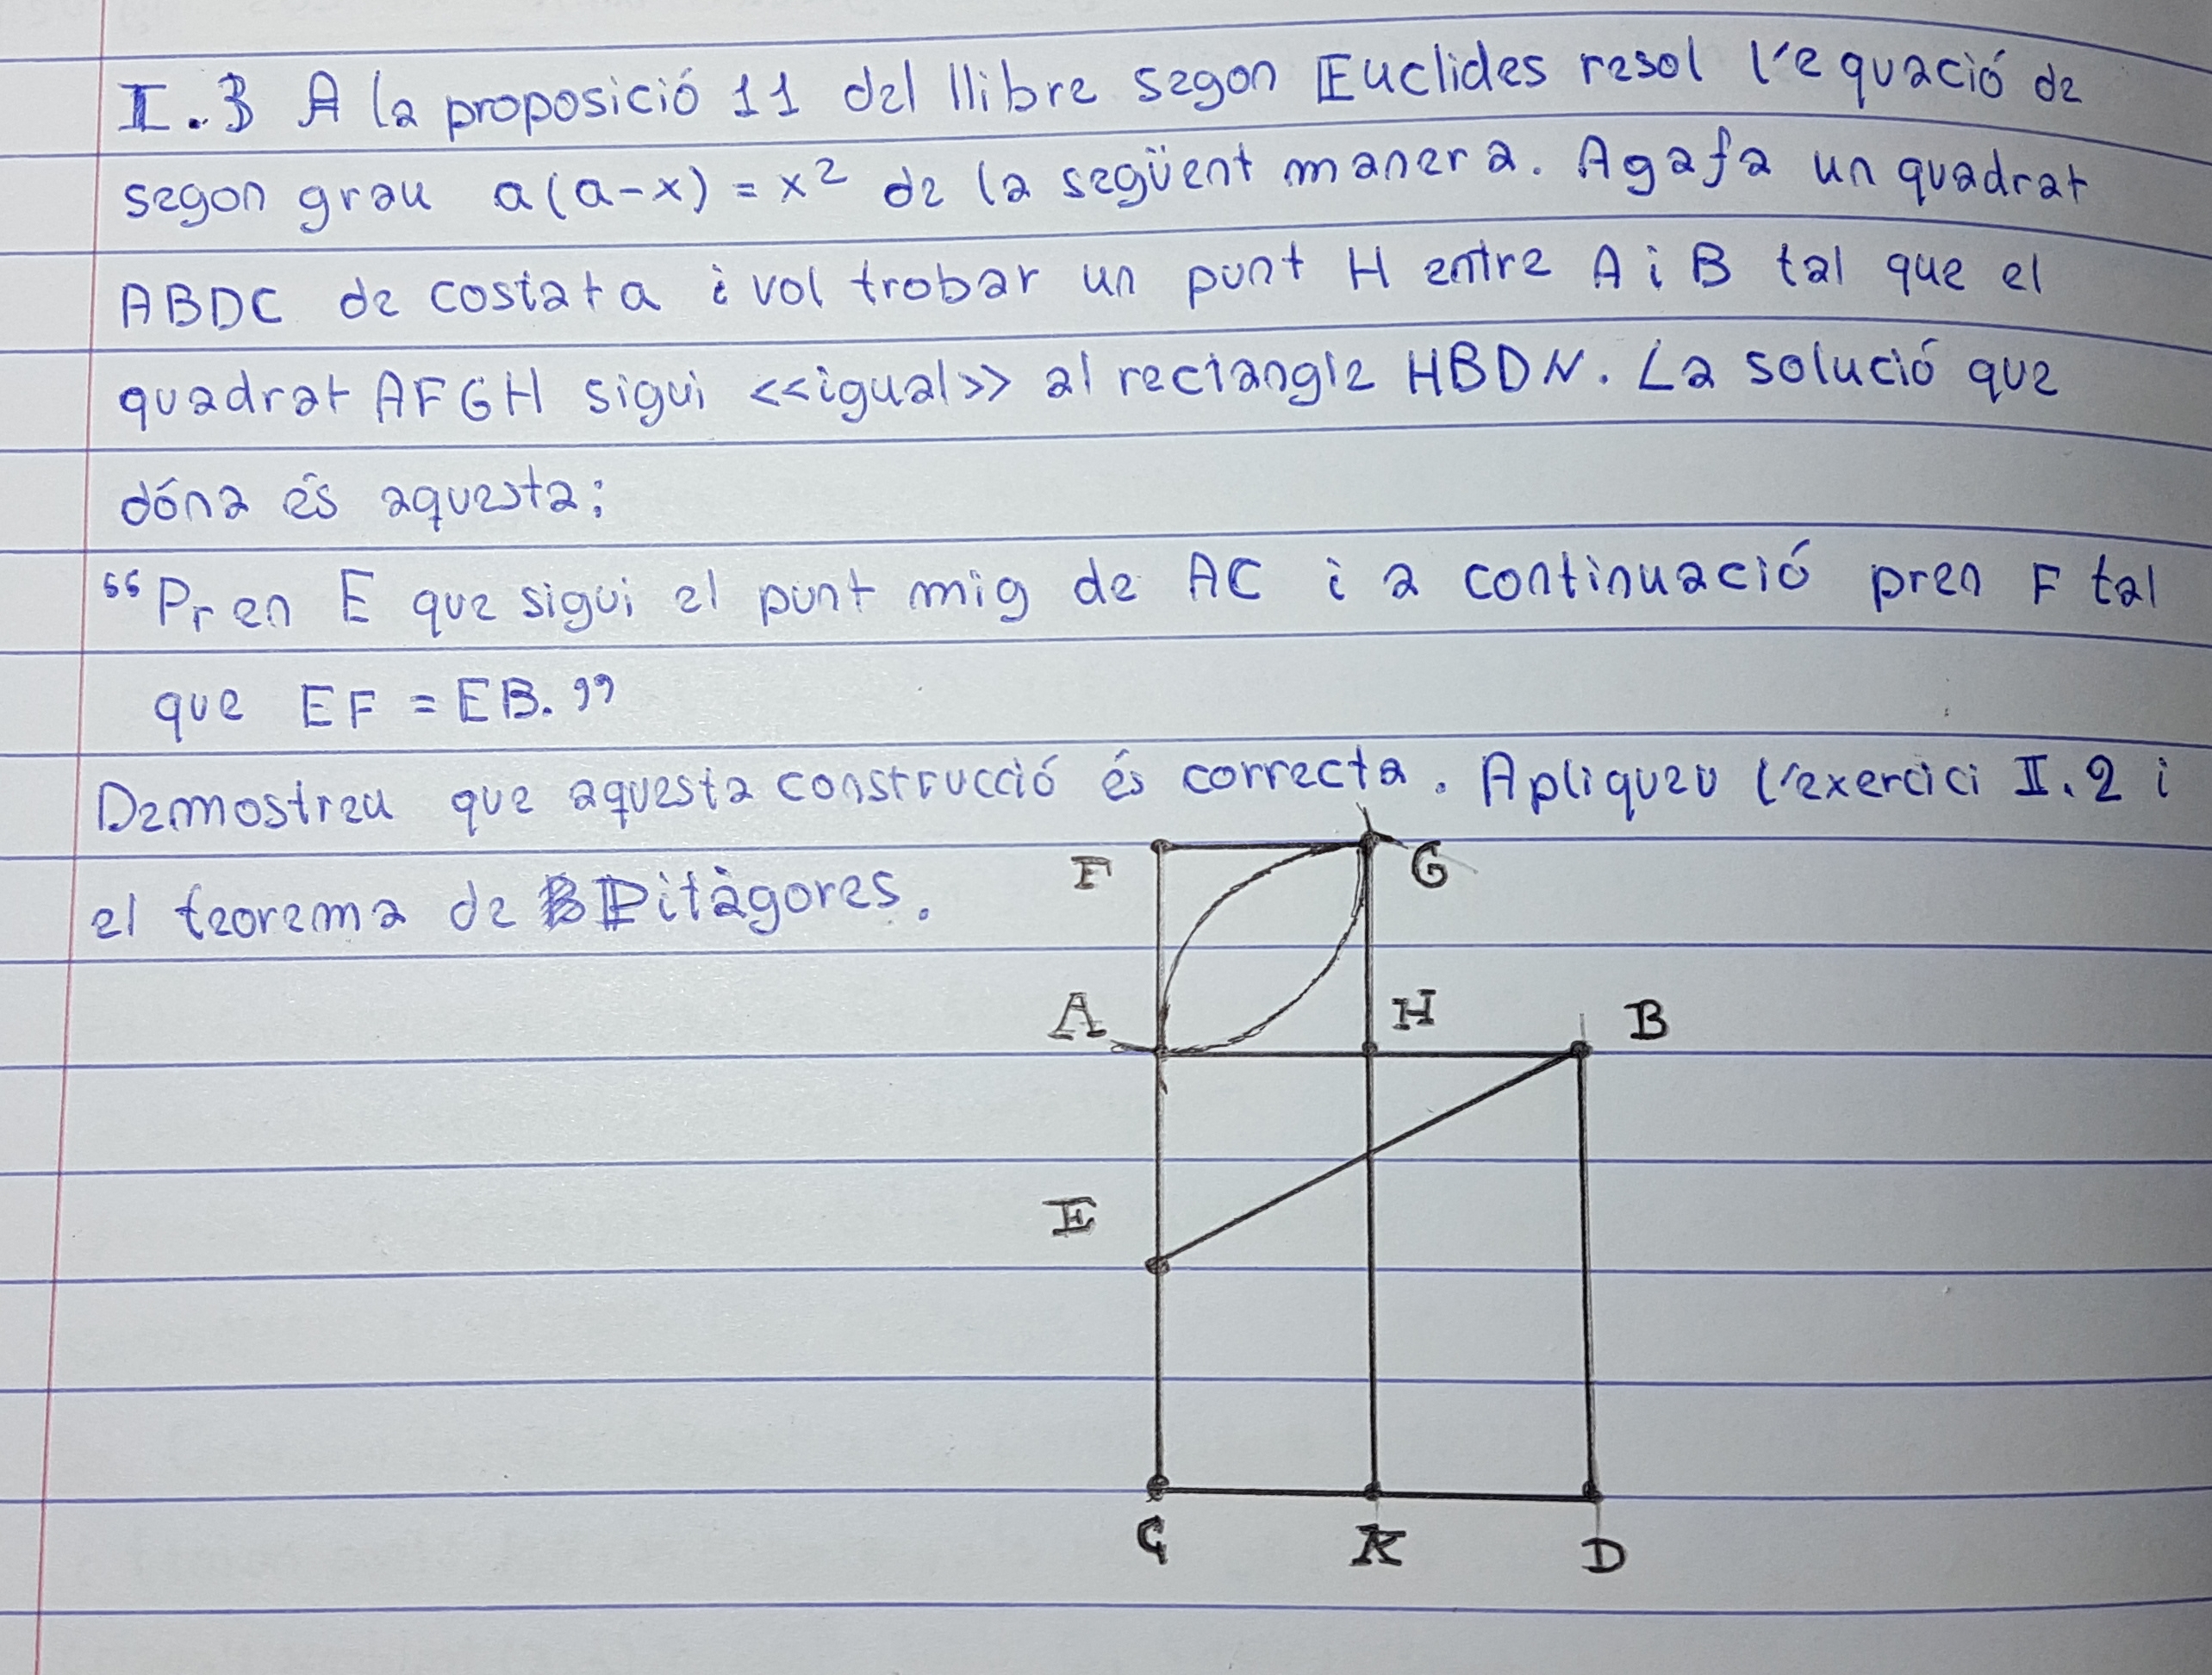 I.3 A la proposició 11 del llibre segon Euclides resol l'equació de
segon grau a(a-x) = x² de la següent manera. Agafa un quadrat
ABDC de costat a i vol trobar un punt H entre A i B tal que el
quadrat AFGH sigui <<igual>> al rectangle HBDN. La solució que
dóna és aquesta:
“Pren E que sigui el punt mig de AC i a continuació pren F tal
que EF = EB.”
Demostreu que aquesta construcció és correcta. Apliqueu l'exercici II.2 i
el teorema de Pitàgores.
F G
A H B
E
C K D